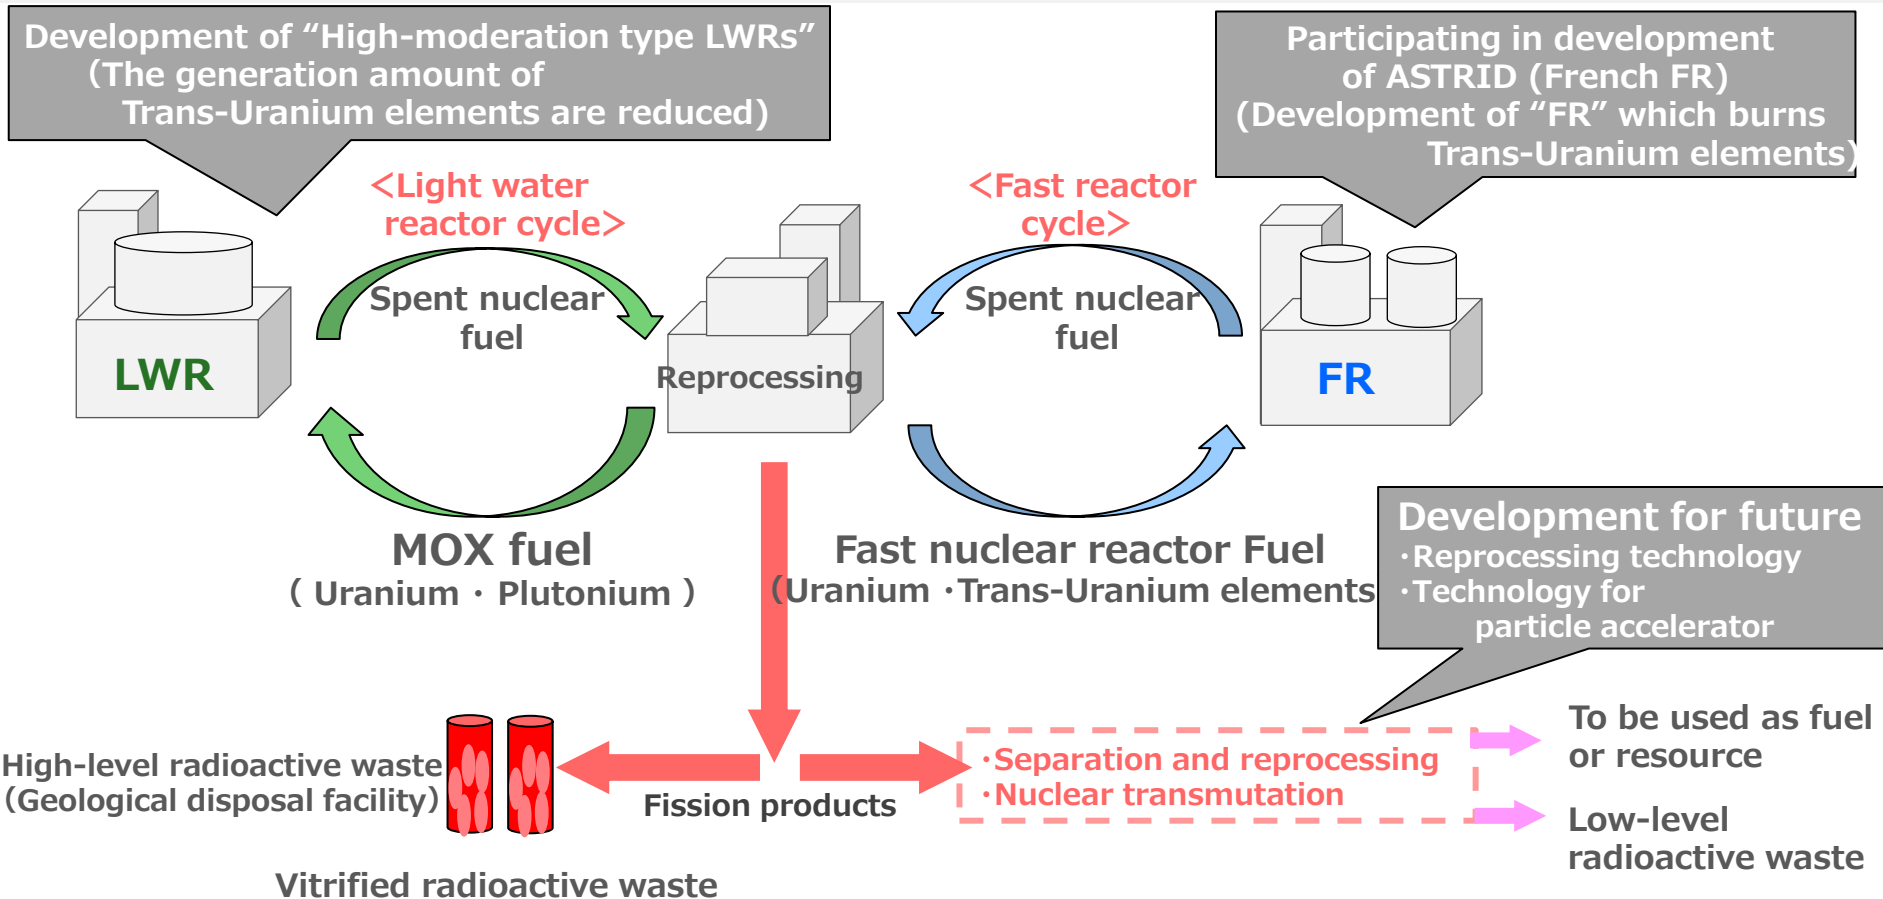 Development of “High-moderation type LWRs”
(The generation amount of
Trans-Uranium elements are reduced)
Participating in development
of ASTRID (French FR)
(Development of “FR” which burns
Trans-Uranium elements)
<Light water
reactor cycle>
<Fast reactor
cycle>
Spent nuclear
fuel
Spent nuclear
fuel
LWR
Reprocessing
FR
MOX fuel
( Uranium・Plutonium )
Fast nuclear reactor Fuel
(Uranium ・Trans-Uranium elements
Development for future
・Reprocessing technology
・Technology for
particle accelerator
High-level radioactive waste
(Geological disposal facility)
Fission products
・Separation and reprocessing
・Nuclear transmutation
To be used as fuel
or resource
Low-level
radioactive waste
Vitrified radioactive waste